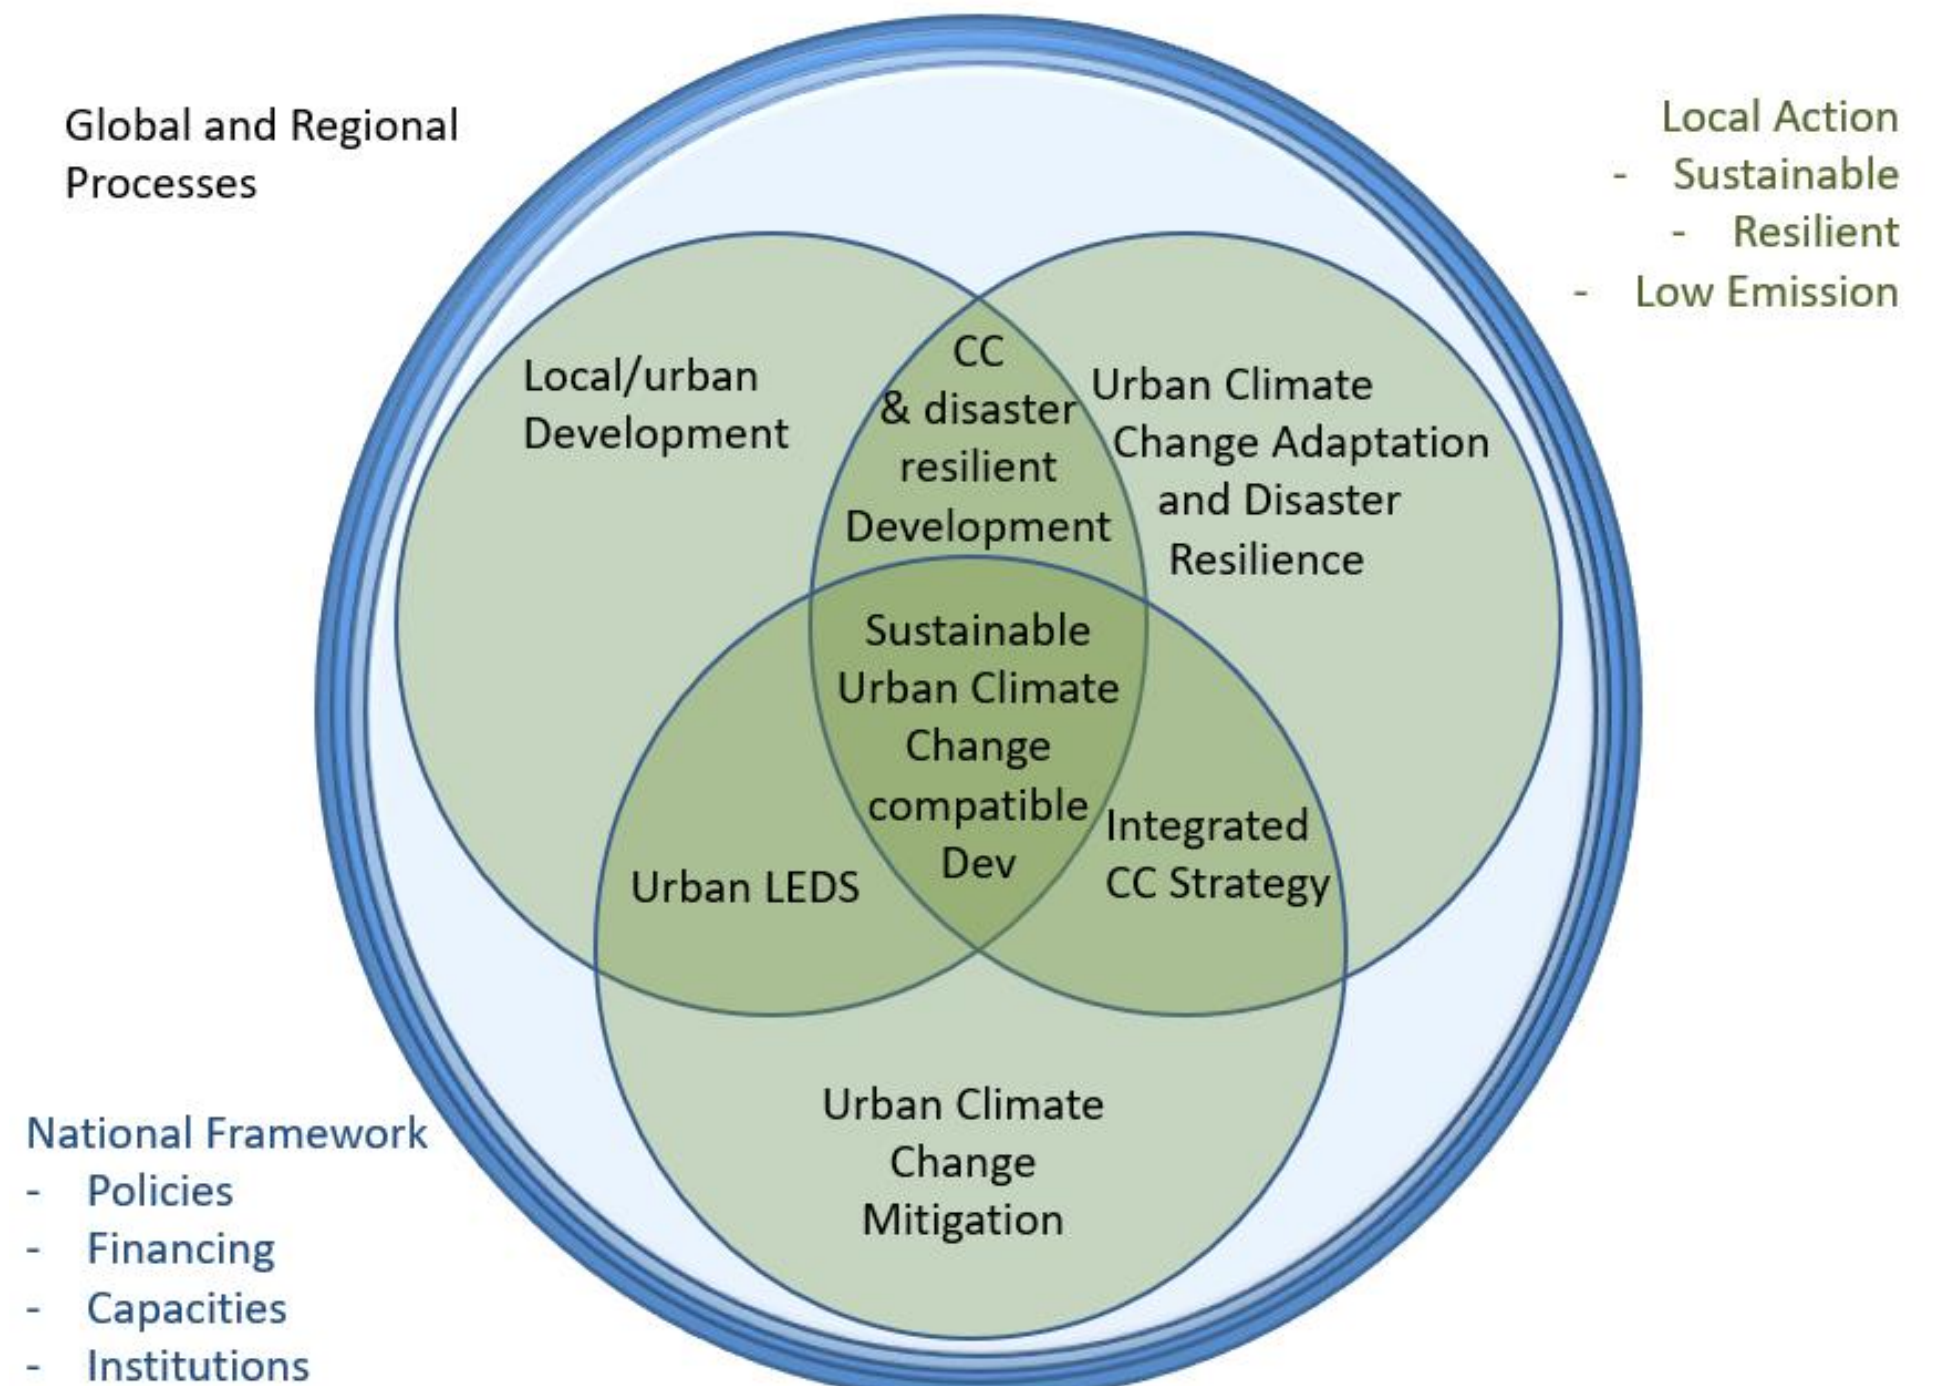 Global and Regional
Processes
Local Action
- Sustainable
- Resilient
- Low Emission
Local/urban
Development
CC
& disaster
resilient
Development
Urban Climate
Change Adaptation
and Disaster
Resilience
Sustainable
Urban Climate
Change
compatible
Dev
Urban LEDS
Integrated
CC Strategy
Urban Climate
Change
Mitigation
National Framework
- Policies
- Financing
- Capacities
- Institutions